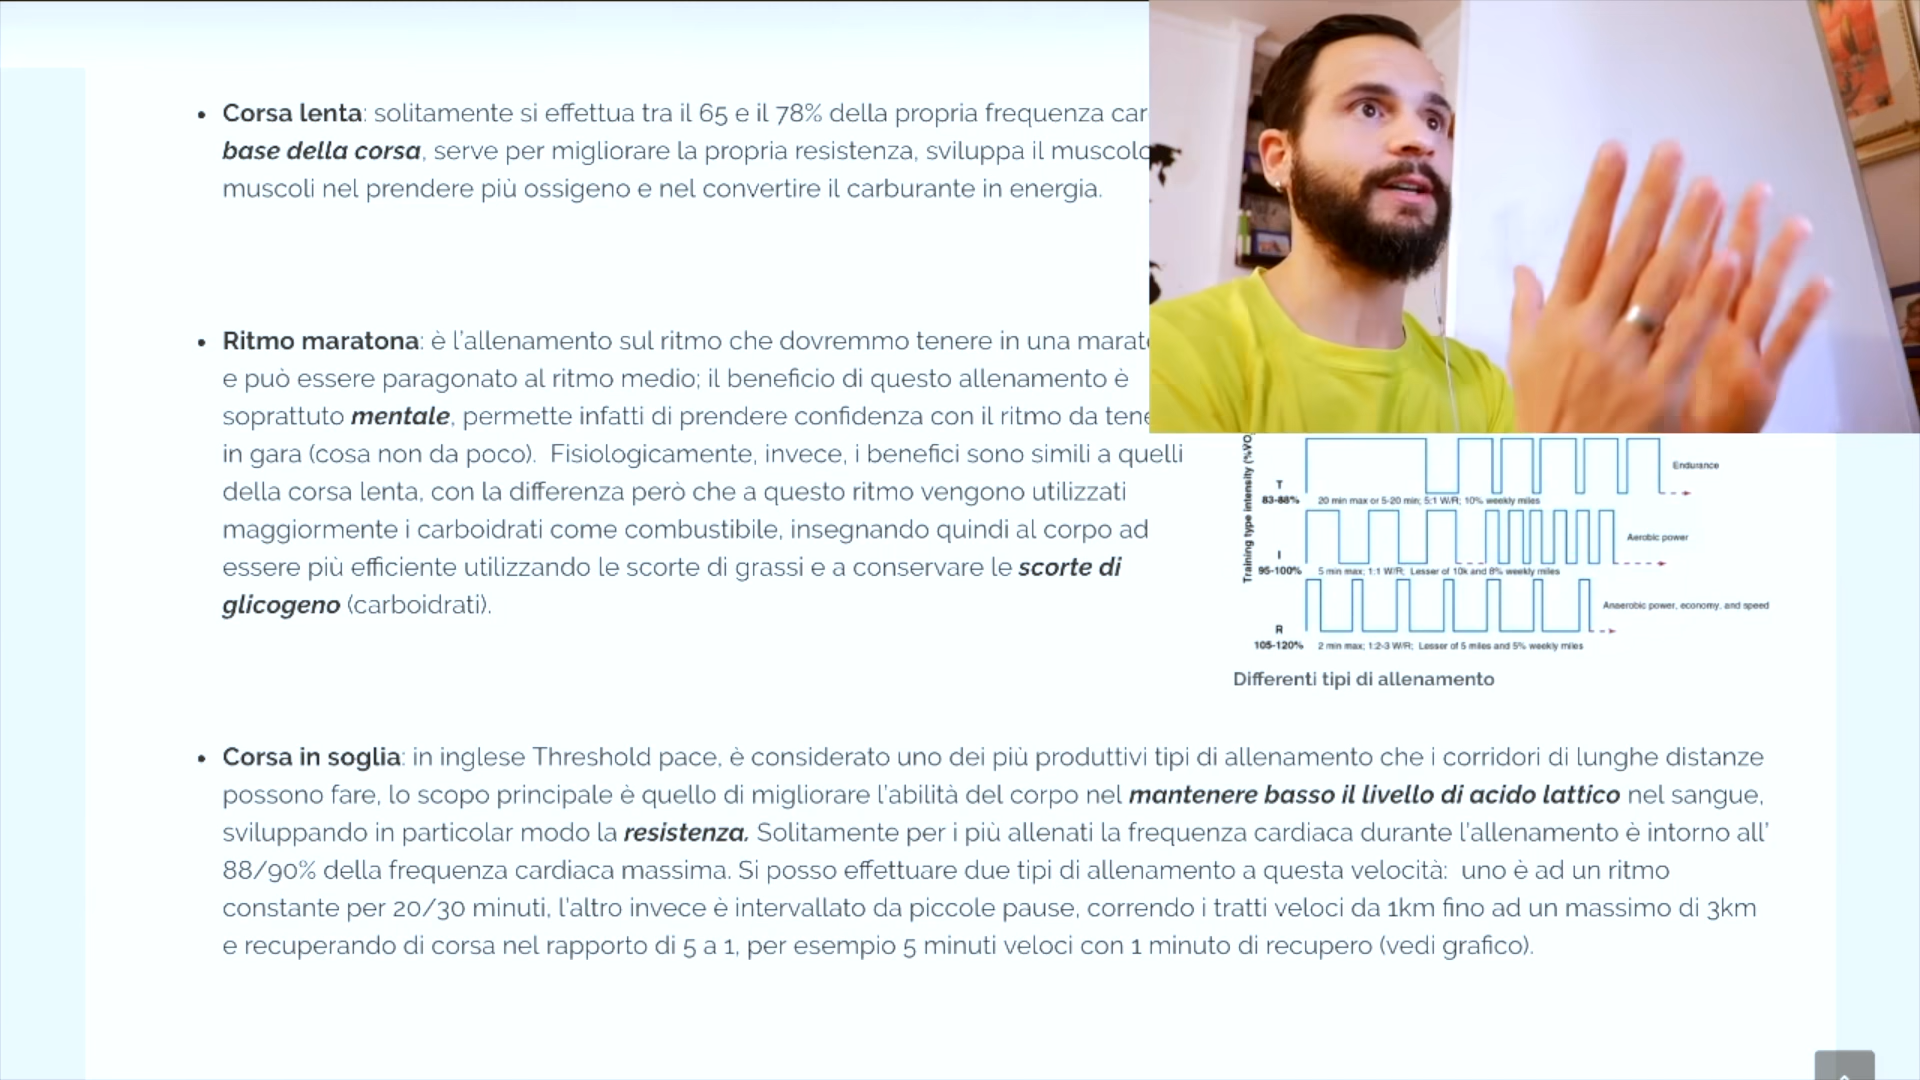 Corsa lenta: solitamente si effettua tra il 65 e il 78% della propria frequenza
base della corsa, serve per migliorare la propria resistenza, sviluppa il
muscoli nel prendere più ossigeno e nel convertire il carburante in energia.
Ritmo maratona: è l'allenamento sul ritmo che dovremmo tenere in una
e può essere paragonato al ritmo medio; il beneficio di questo allenamento è
soprattuto mentale, permette infatti di prendere confidenza con il ritmo da
in gara (cosa non da poco). Fisiologicamente, invece, i benefici sono simili a quelli
della corsa lenta, con la differenza però che a questo ritmo vengono utilizzati
maggiormente i carboidrati come combustibile, insegnando quindi al corpo ad
essere più efficiente utilizzando le scorte di grassi e a conservare le scorte di
glicogeno (carboidrati).
Training type intensity
T
83-88%
20 min max or 5-20 min; 5:1 W/R; 10% weekly miles
Endurance
I
95-100%
5 min max; 1:1 W/R; Lesser of 10k and 8% weekly miles
Aerobic power
R
105-120%
2 min max; 1:2-3 W/R; Lesser of 5 miles and 5% weekly miles
Anaerobic power, economy, and speed
Differenti tipi di allenamento
Corsa in soglia: in inglese Threshold pace, è considerato uno dei più produttivi tipi di allenamento che i corridori di lunghe distanze
possono fare, lo scopo principale è quello di migliorare l'abilità del corpo nel mantenere basso il livello di acido lattico nel sangue,
sviluppando in particolar modo la resistenza. Solitamente per i più allenati la frequenza cardiaca durante l'allenamento è intorno all'
88/90% della frequenza cardiaca massima. Si posso effettuare due tipi di allenamento a questa velocità: uno è ad un ritmo
constante per 20/30 minuti, l'altro invece è intervallato da piccole pause, correndo i tratti veloci da 1km fino ad un massimo di 3km
e recuperando di corsa nel rapporto di 5 a 1, per esempio 5 minuti veloci con 1 minuto di recupero (vedi grafico).